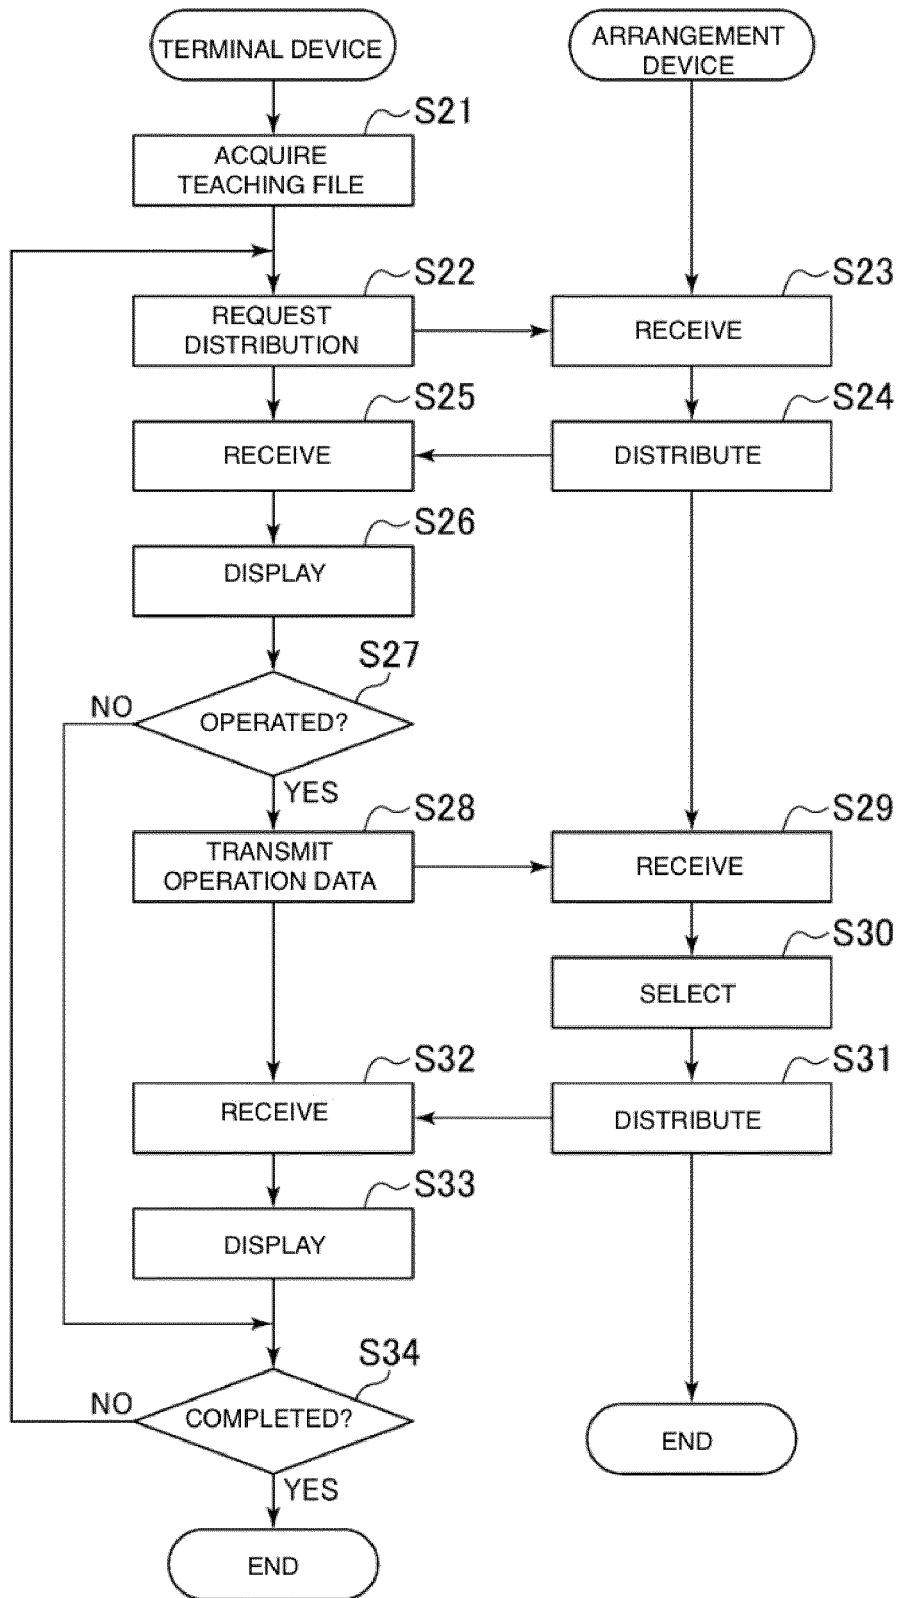 TERMINAL DEVICE
ARRANGEMENT
DEVICE
S21
ACQUIRE
TEACHING FILE
S22
REQUEST
DISTRIBUTION
S23
RECEIVE
S25
RECEIVE
S24
DISTRIBUTE
S26
DISPLAY
S27
OPERATED?
NO
YES
S28
TRANSMIT
OPERATION DATA
S29
RECEIVE
S30
SELECT
S32
RECEIVE
S31
DISTRIBUTE
S33
DISPLAY
S34
COMPLETED?
NO
YES
END
END